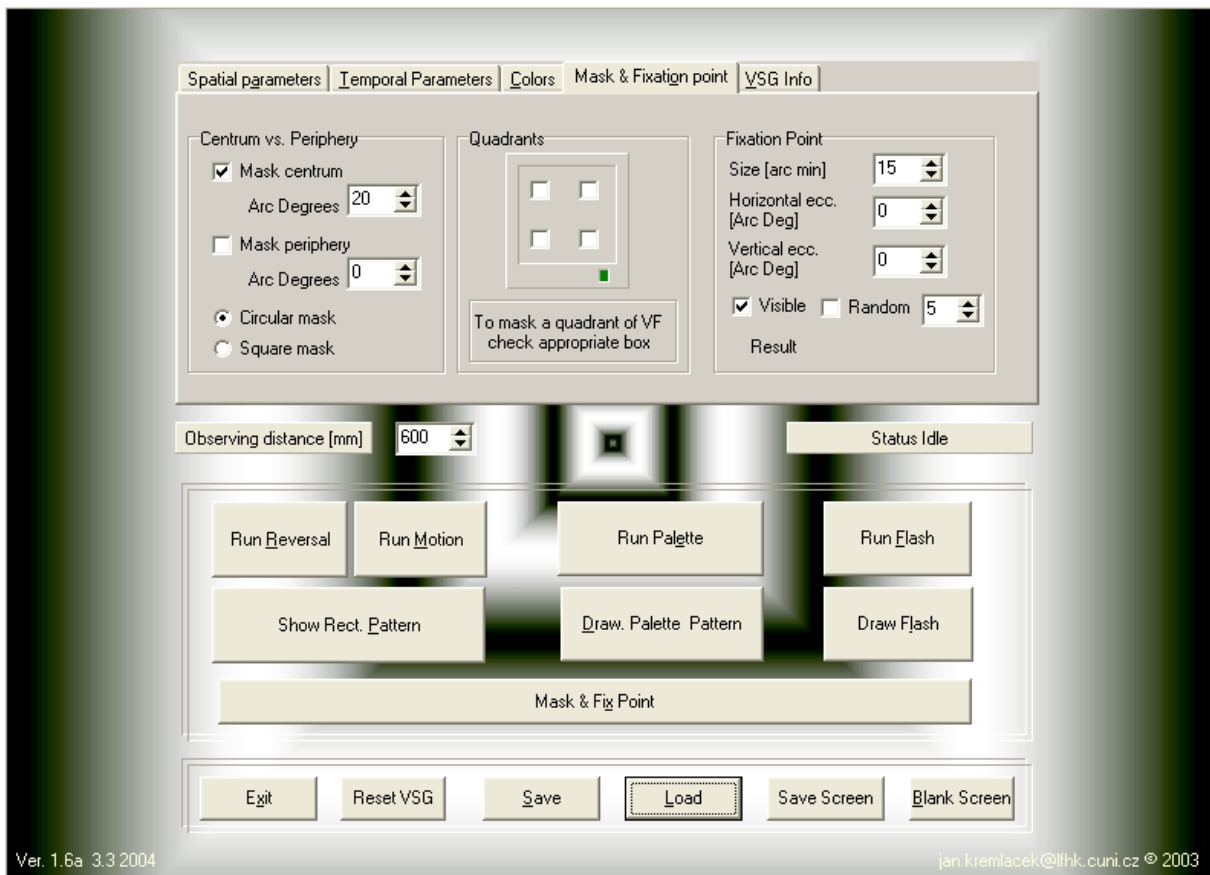 Spatial parameters
Temporal Parameters
Colors
Mask & Fixation point
VSG Info
Centrum vs. Periphery
Mask centrum
Arc Degrees 20
Mask periphery
Arc Degrees 0
Circular mask
Square mask
Quadrants
To mask a quadrant of VF
check appropriate box
Fixation Point
Size [arc min] 15
Horizontal ecc.
[Arc Deg] 0
Vertical ecc.
[Arc Deg] 0
Visible Random 5
Result
Observing distance [mm] 600
Status Idle
Run Reversal
Run Motion
Run Palette
Run Flash
Show Rect. Pattern
Draw. Palette Pattern
Draw Flash
Mask & Fix Point
Exit
Reset VSG
Save
Load
Save Screen
Blank Screen
Ver. 1.6a 3.3 2004
jan.kremlacek@lfhk.cuni.cz © 2003